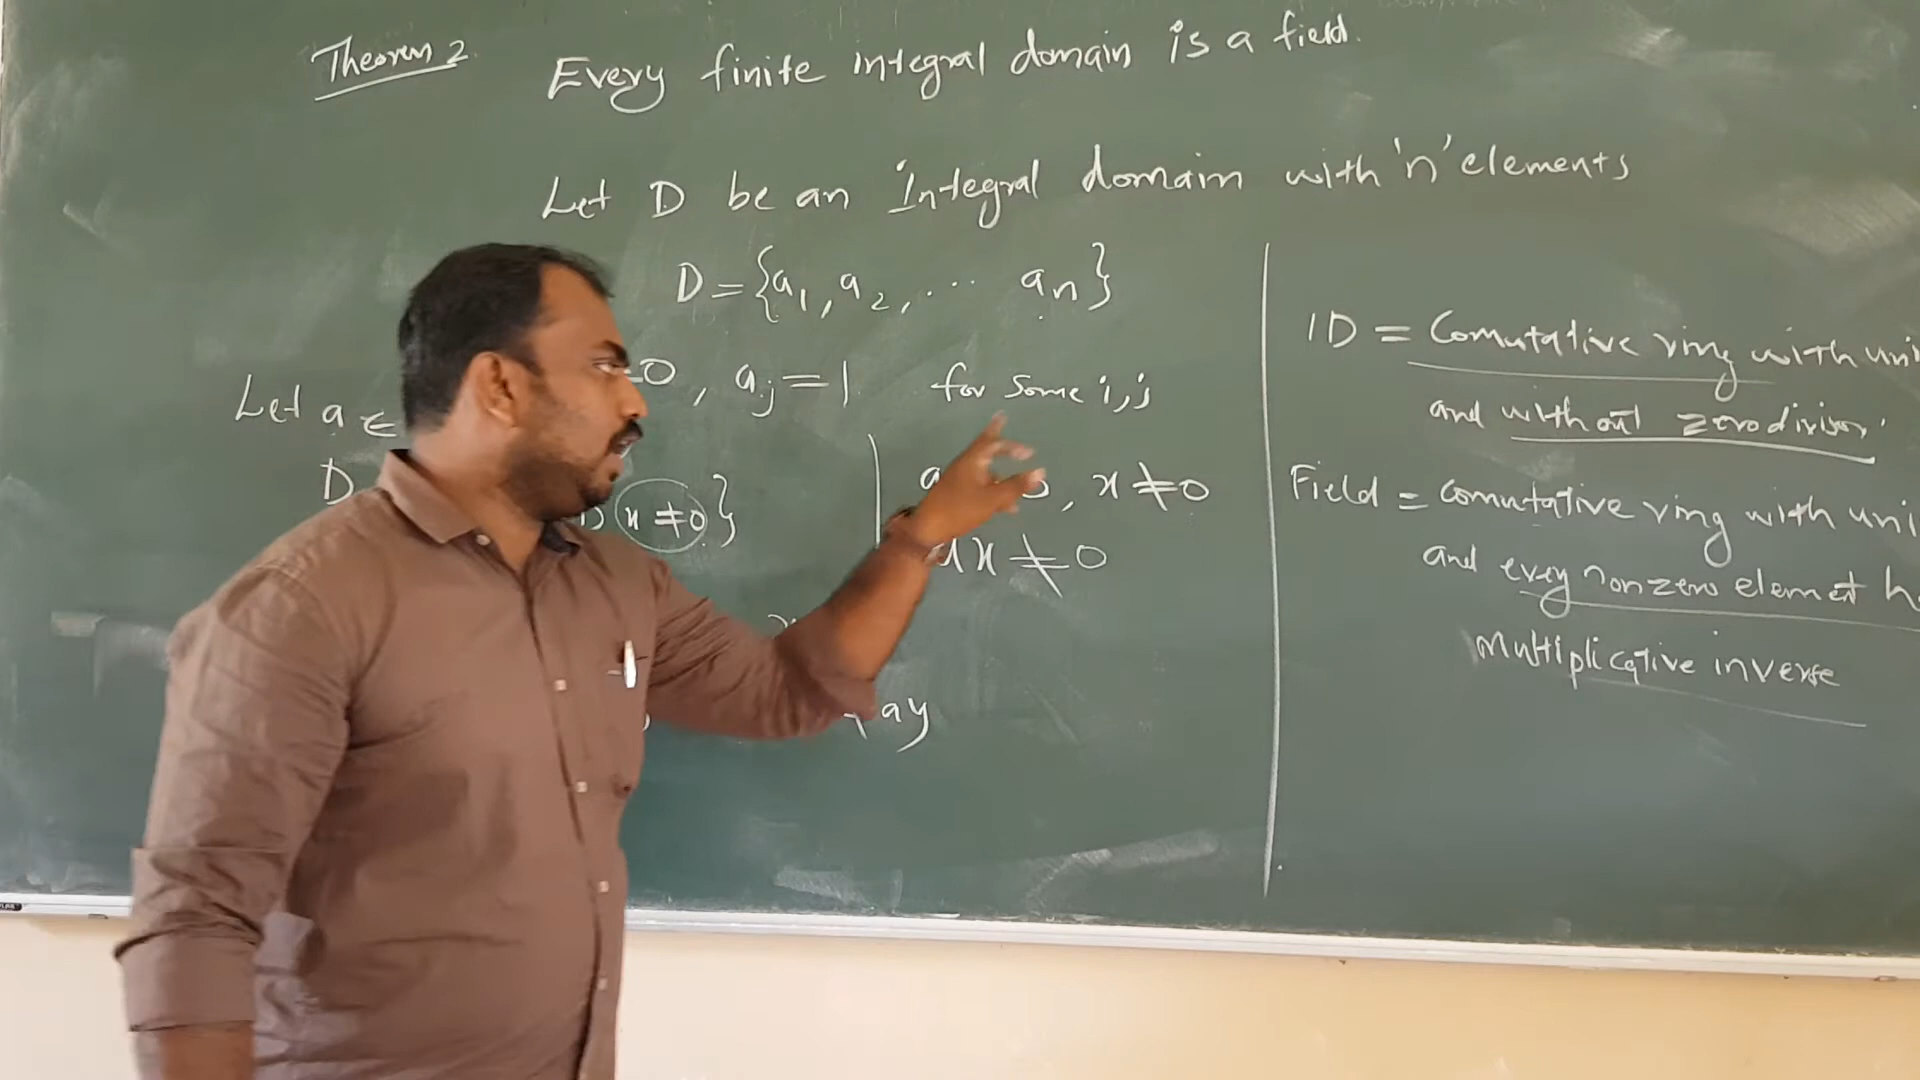 Theorem 2
Every finite integral domain is a field.
Let D be an Integral domain with 'n' elements
D = {a₁, a₂, ... aₙ}
=0, aⱼ = 1 for some i, j
Let a ∈
D
(x ≠ 0)}
, x ≠ 0
ax ≠ 0
ay
ID = Comutative ring with uni
and without zero divisor.
Field = Comutative ring with uni
and every nonzero element h
Multiplicative inverse